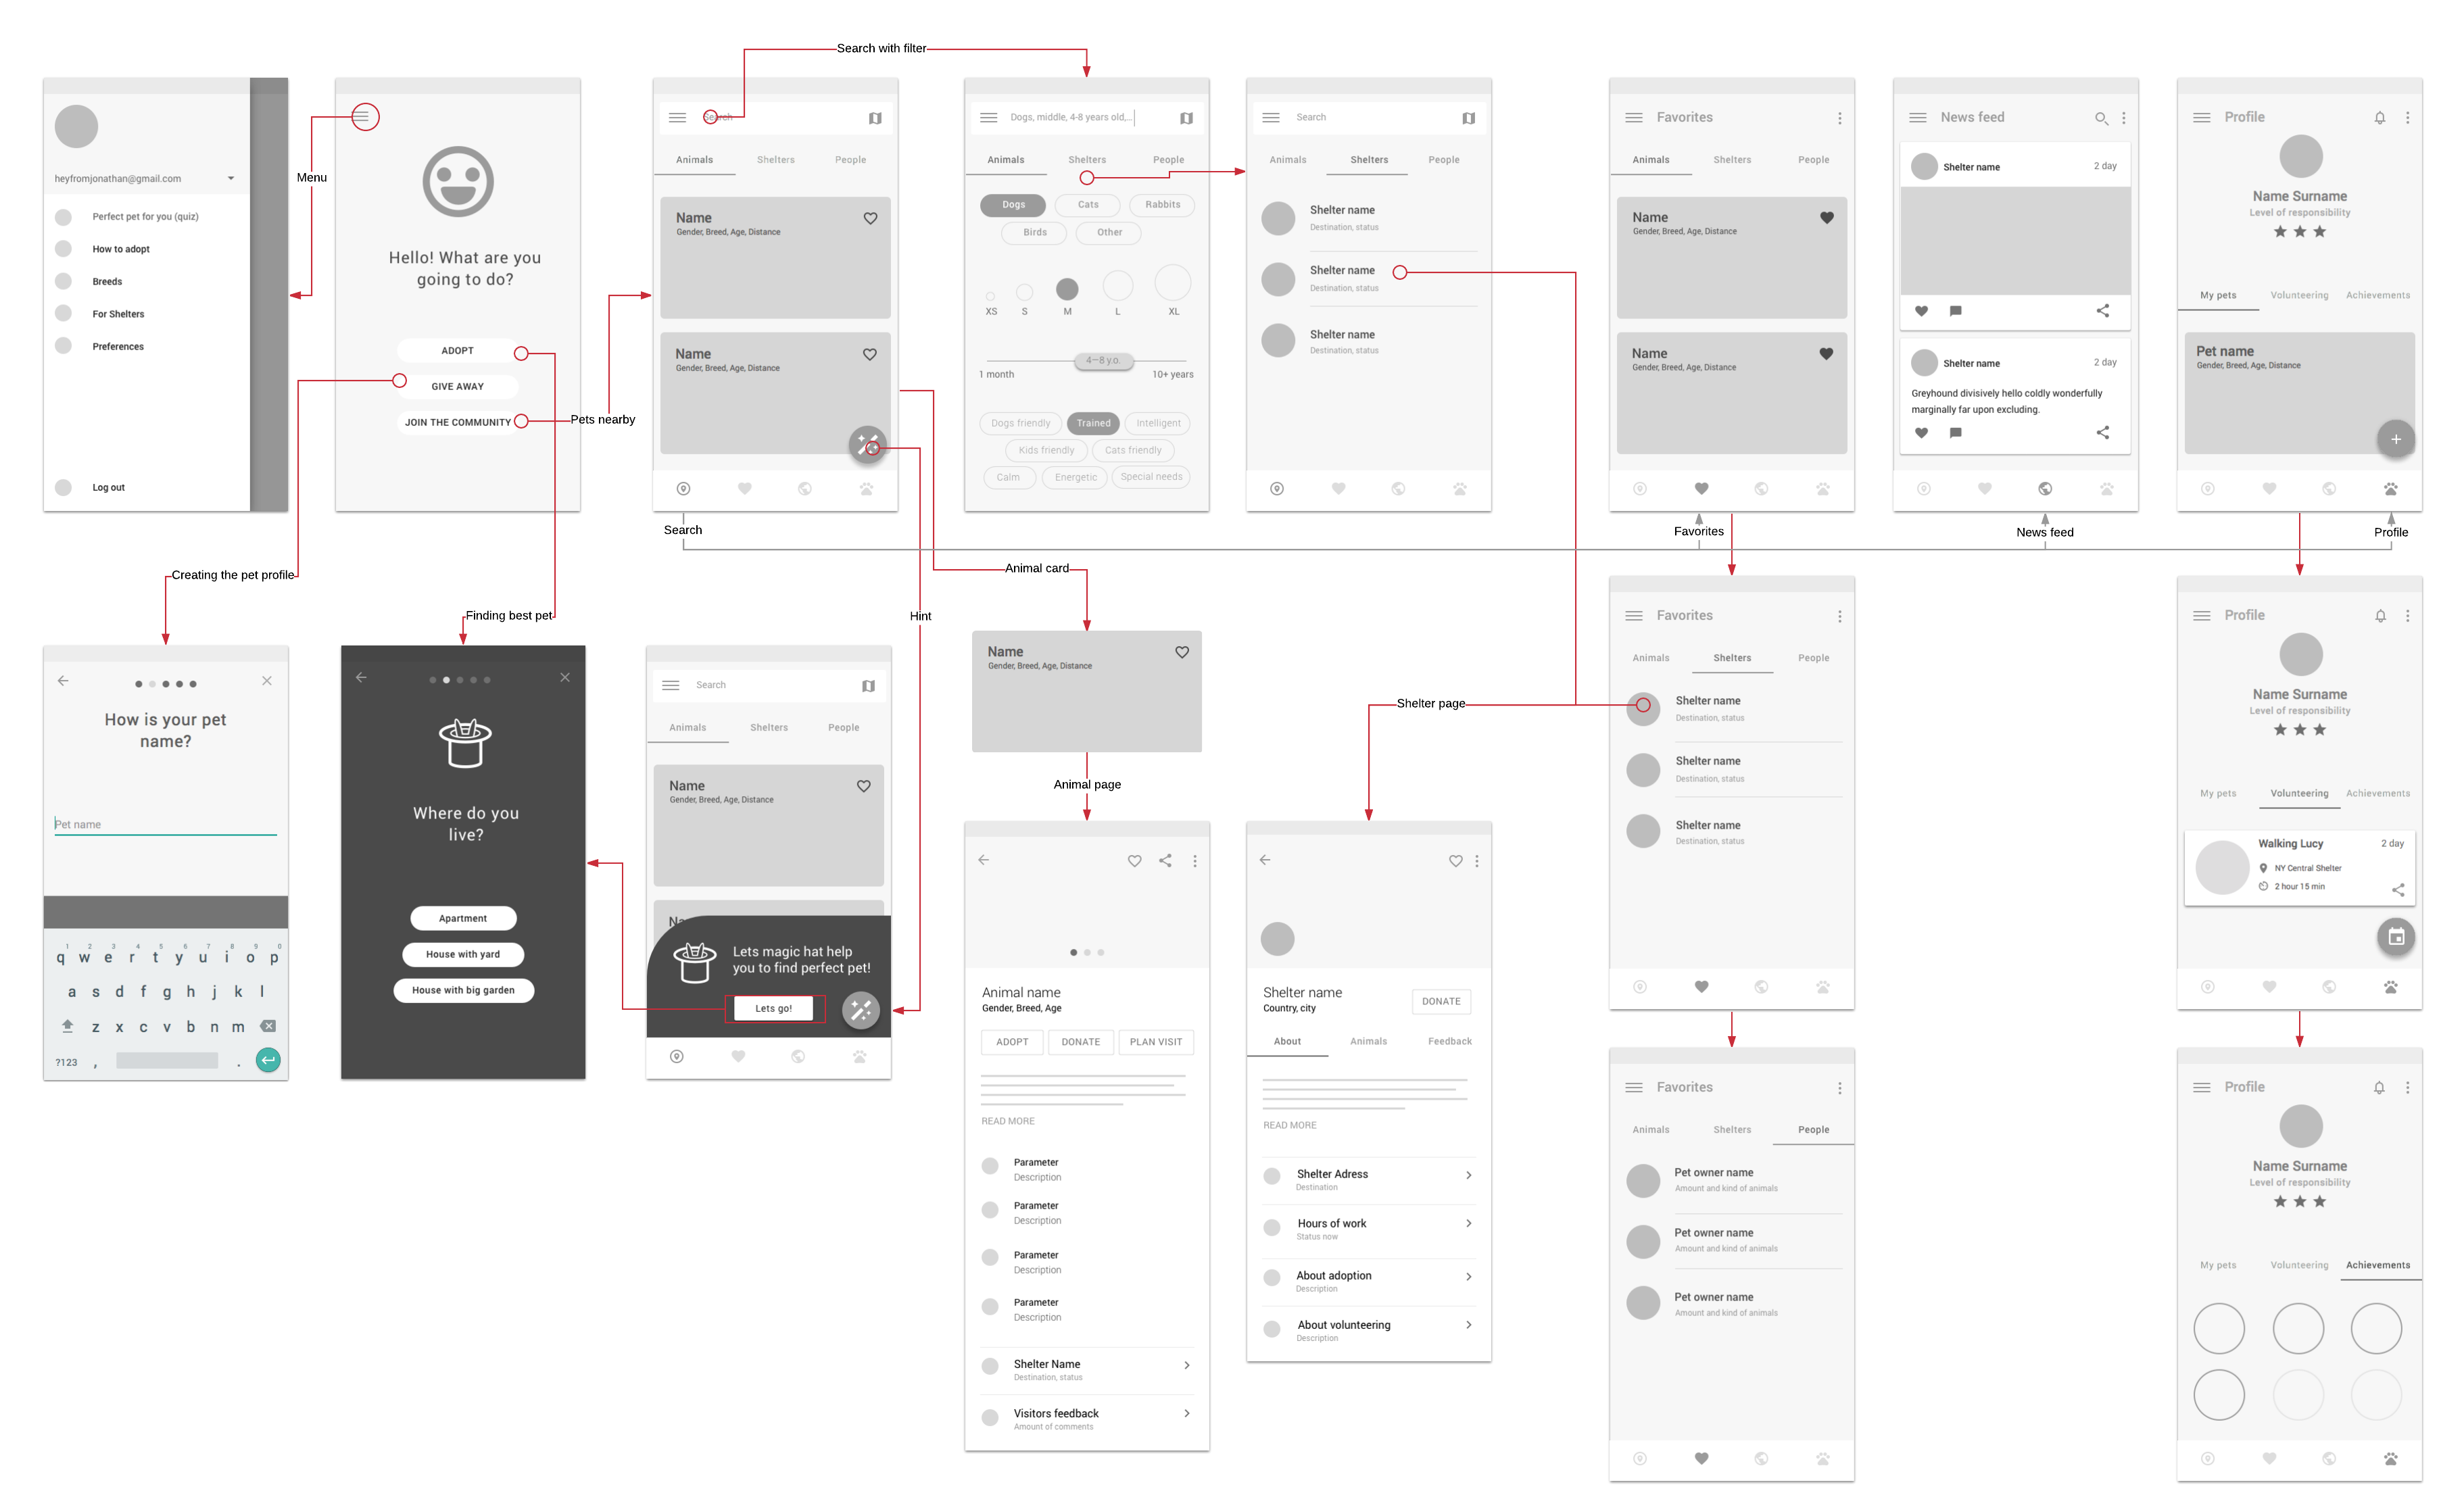 Search with filter
heyfromjonathan@gmail.com
Perfect pet for you (quiz)
How to adopt
Breeds
For Shelters
Preferences
Log out
Menu
Hello! What are you
going to do?
ADOPT
GIVE AWAY
JOIN THE COMMUNITY
Pets nearby
Search
Animals
Shelters
People
Name
Gender, Breed, Age, Distance
Name
Gender, Breed, Age, Distance
Dogs, middle, 4-8 years old,...
Animals
Shelters
People
Dogs
Cats
Rabbits
Birds
Other
XS
S
M
L
XL
4—8 y.o.
1 month
10+ years
Dogs friendly
Trained
Intelligent
Kids friendly
Cats friendly
Calm
Energetic
Special needs
Search
Animals
Shelters
People
Shelter name
Destination, status
Shelter name
Destination, status
Shelter name
Destination, status
Favorites
Animals
Shelters
People
Name
Gender, Breed, Age, Distance
Name
Gender, Breed, Age, Distance
News feed
Shelter name
2 day
Shelter name
2 day
Greyhound divisively hello coldly wonderfully
marginally far upon excluding.
Profile
Name Surname
Level of responsibility
My pets
Volunteering
Achievements
Pet name
Gender, Breed, Age, Distance
Search
Favorites
News feed
Profile
Creating the pet profile
Finding best pet
Hint
Animal card
How is your pet
name?
Pet name
1 2 3 4 5 6 7 8 9 0
q w e r t y u i o p
a s d f g h j k l
z x c v b n m
?123 , .
Where do you
live?
Apartment
House with yard
House with big garden
Search
Animals
Shelters
People
Name
Gender, Breed, Age, Distance
Na
Lets magic hat help
you to find perfect pet!
Lets go!
Name
Gender, Breed, Age, Distance
Animal page
Animal name
Gender, Breed, Age
ADOPT
DONATE
PLAN VISIT
READ MORE
Parameter
Description
Parameter
Description
Parameter
Description
Parameter
Description
Shelter Name
Destination, status
Visitors feedback
Amount of comments
Shelter page
Shelter name
Country, city
DONATE
About
Animals
Feedback
READ MORE
Shelter Adress
Destination
Hours of work
Status now
About adoption
Description
About volunteering
Description
Favorites
Animals
Shelters
People
Shelter name
Destination, status
Shelter name
Destination, status
Shelter name
Destination, status
Profile
Name Surname
Level of responsibility
My pets
Volunteering
Achievements
Walking Lucy
2 day
NY Central Shelter
2 hour 15 min
Favorites
Animals
Shelters
People
Pet owner name
Amount and kind of animals
Pet owner name
Amount and kind of animals
Pet owner name
Amount and kind of animals
Profile
Name Surname
Level of responsibility
My pets
Volunteering
Achievements